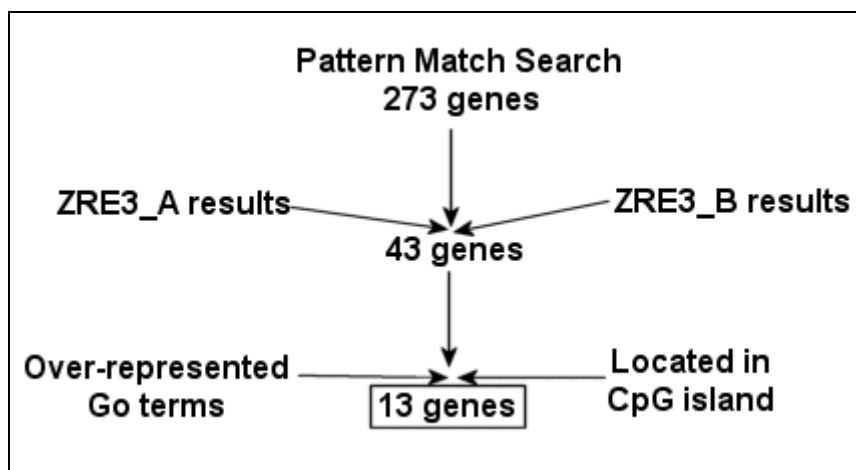 Pattern Match Search
273 genes
ZRE3_A results
ZRE3_B results
43 genes
Over-represented
Go terms
Located in
CpG island
13 genes